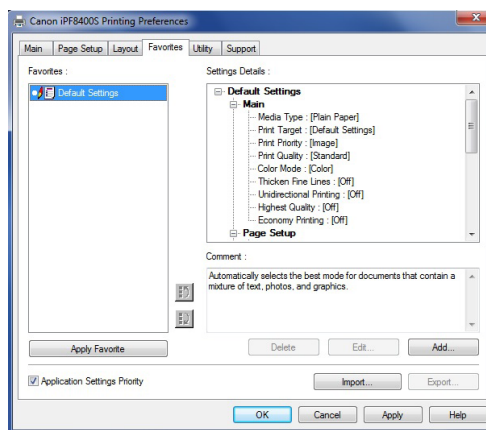 Canon iPF8400S Printing Preferences
Main Page Setup Layout Favorites Utility Support
Favorites :
Default Settings
Apply Favorite
Settings Details :
Default Settings
Main
Media Type : [Plain Paper]
Print Target : [Default Settings]
Print Priority : [Image]
Print Quality : [Standard]
Color Mode : [Color]
Thicken Fine Lines : [Off]
Unidirectional Printing : [Off]
Highest Quality : [Off]
Economy Printing : [Off]
Page Setup
Comment :
Automatically selects the best mode for documents that contain a
mixture of text, photos, and graphics.
Delete Edit... Add...
Application Settings Priority
Import... Export...
OK Cancel Apply Help